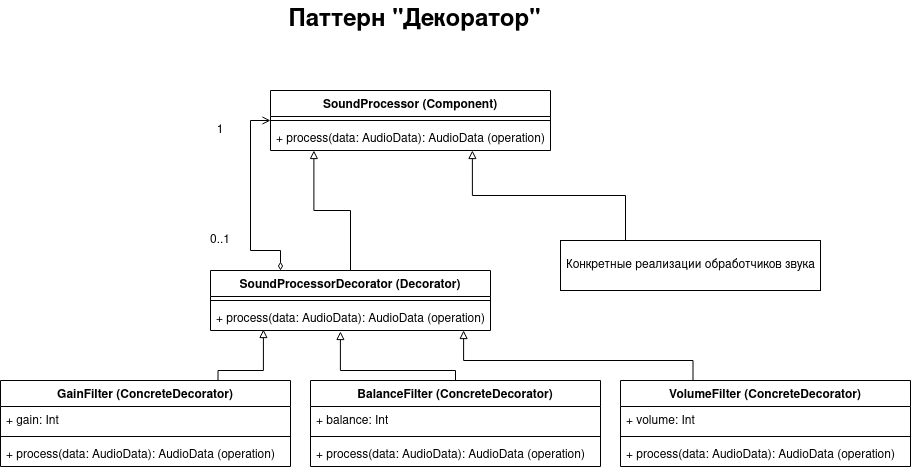 Паттерн "Декоратор"
SoundProcessor (Component)
1
+ process(data: AudioData): AudioData (operation)
0..1
Конкретные реализации обработчиков звука
SoundProcessorDecorator (Decorator)
+ process(data: AudioData): AudioData (operation)
GainFilter (ConcreteDecorator)
+ gain: Int
+ process(data: AudioData): AudioData (operation)
BalanceFilter (ConcreteDecorator)
+ balance: Int
+ process(data: AudioData): AudioData (operation)
VolumeFilter (ConcreteDecorator)
+ volume: Int
+ process(data: AudioData): AudioData (operation)